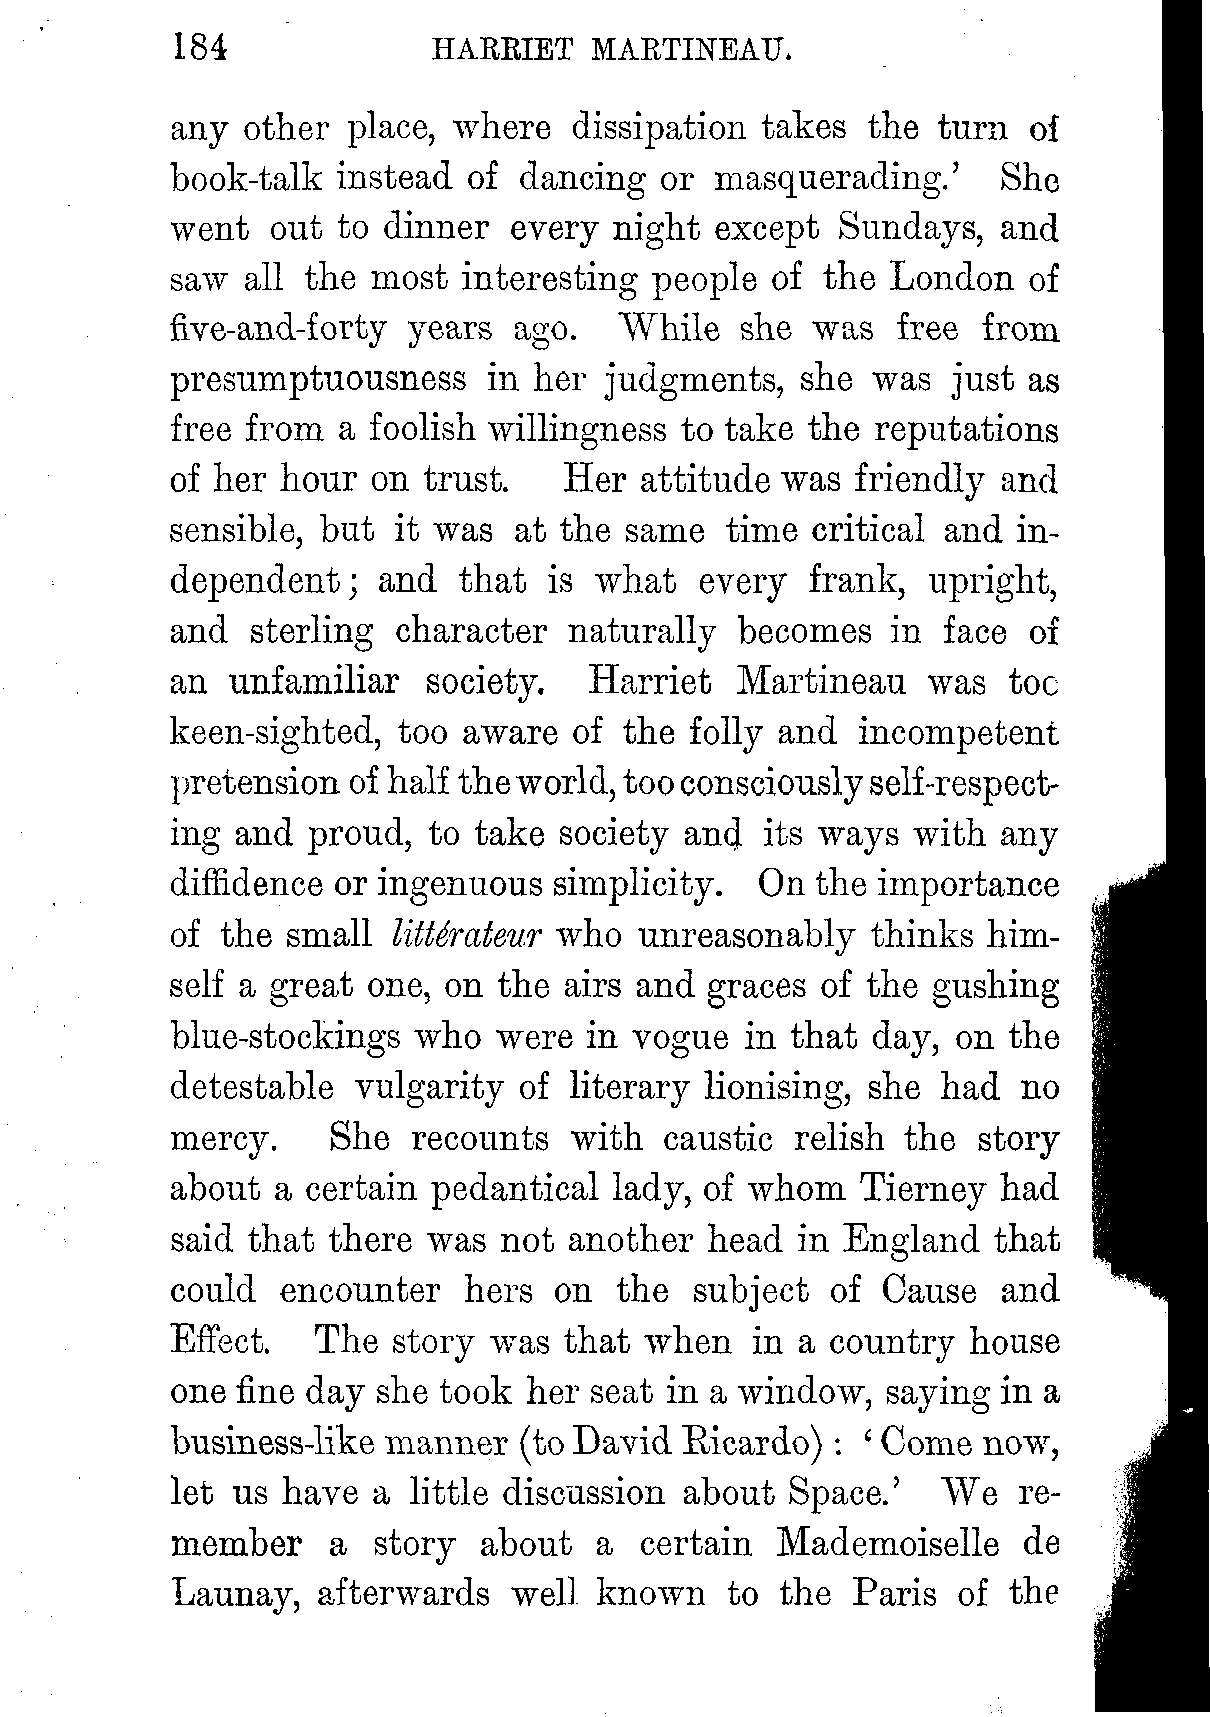 184 HARRIET MARTINEAU.
any other place, where dissipation takes the turn of
book-talk instead of dancing or masquerading.' She
went out to dinner every night except Sundays, and
saw all the most interesting people of the London of
five-and-forty years ago. While she was free from
presumptuousness in her judgments, she was just as
free from a foolish willingness to take the reputations
of her hour on trust. Her attitude was friendly and
sensible, but it was at the same time critical and in-
dependent; and that is what every frank, upright,
and sterling character naturally becomes in face of
an unfamiliar society. Harriet Martineau was too
keen-sighted, too aware of the folly and incompetent
pretension of half the world, too consciously self-respect-
ing and proud, to take society and its ways with any
diffidence or ingenuous simplicity. On the importance
of the small littérateur who unreasonably thinks him-
self a great one, on the airs and graces of the gushing
blue-stockings who were in vogue in that day, on the
detestable vulgarity of literary lionising, she had no
mercy. She recounts with caustic relish the story
about a certain pedantical lady, of whom Tierney had
said that there was not another head in England that
could encounter hers on the subject of Cause and
Effect. The story was that when in a country house
one fine day she took her seat in a window, saying in a
business-like manner (to David Ricardo): 'Come now,
let us have a little discussion about Space.' We re-
member a story about a certain Mademoiselle de
Launay, afterwards well known to the Paris of the